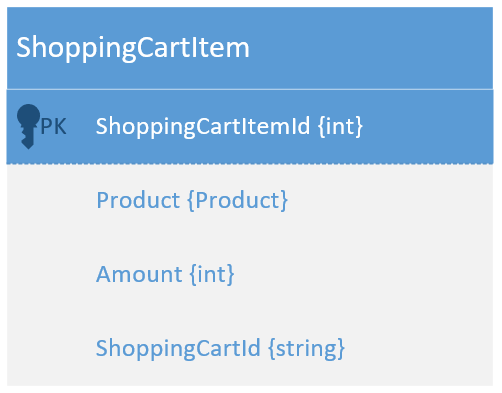 ShoppingCartItem
PK ShoppingCartItemId {int}
Product {Product}
Amount {int}
ShoppingCartId {string}